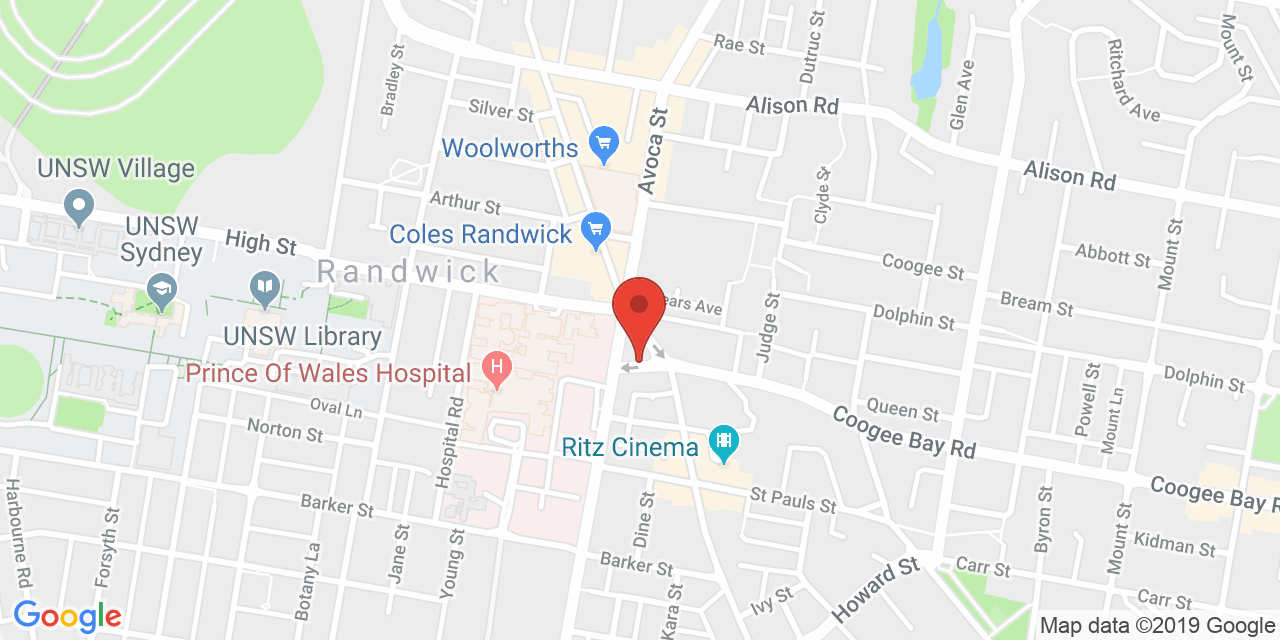 Rae St
Dutruc St
Mount St
Ritchard Ave
Bradley St
Glen Ave
Silver St
Alison Rd
Avoca St
Woolworths
UNSW Village
Alison Rd
Clyde St
Arthur St
UNSW
Sydney
High St
Coles Randwick
Mount St
Abbott St
Coogee St
Randwick
ears Ave
Bream St
Dolphin St
UNSW Library
Judge St
Prince Of Wales Hospital
H
Dolphin St
Powell St
Mount Ln
Oval Ln
Queen St
Norton St
Hospital Rd
Coogee Bay Rd
Ritz Cinema
Coogee Bay R
St Pauls St
Harbourne Rd
Forsyth St
Barker St
Dine St
Byron St
Mount St
Botany La
Jane St
Young St
Kidman St
Barker St
Howard St
Carr St
Kara St
Ivy St
Carr St
Google
Map data ©2019 Google